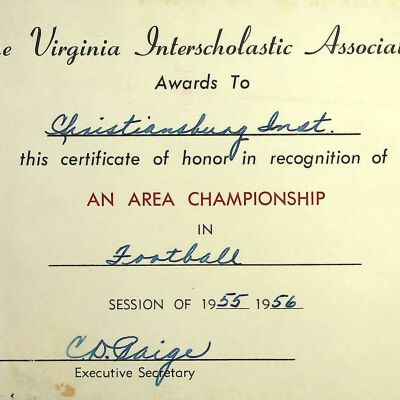 he Virginia Interscholastic Associat
Awards To
Christiansburg Inst.
this certificate of honor in recognition of
AN AREA CHAMPIONSHIP
IN
Football
SESSION OF 1955 1956
C.D. Paige
Executive Secretary